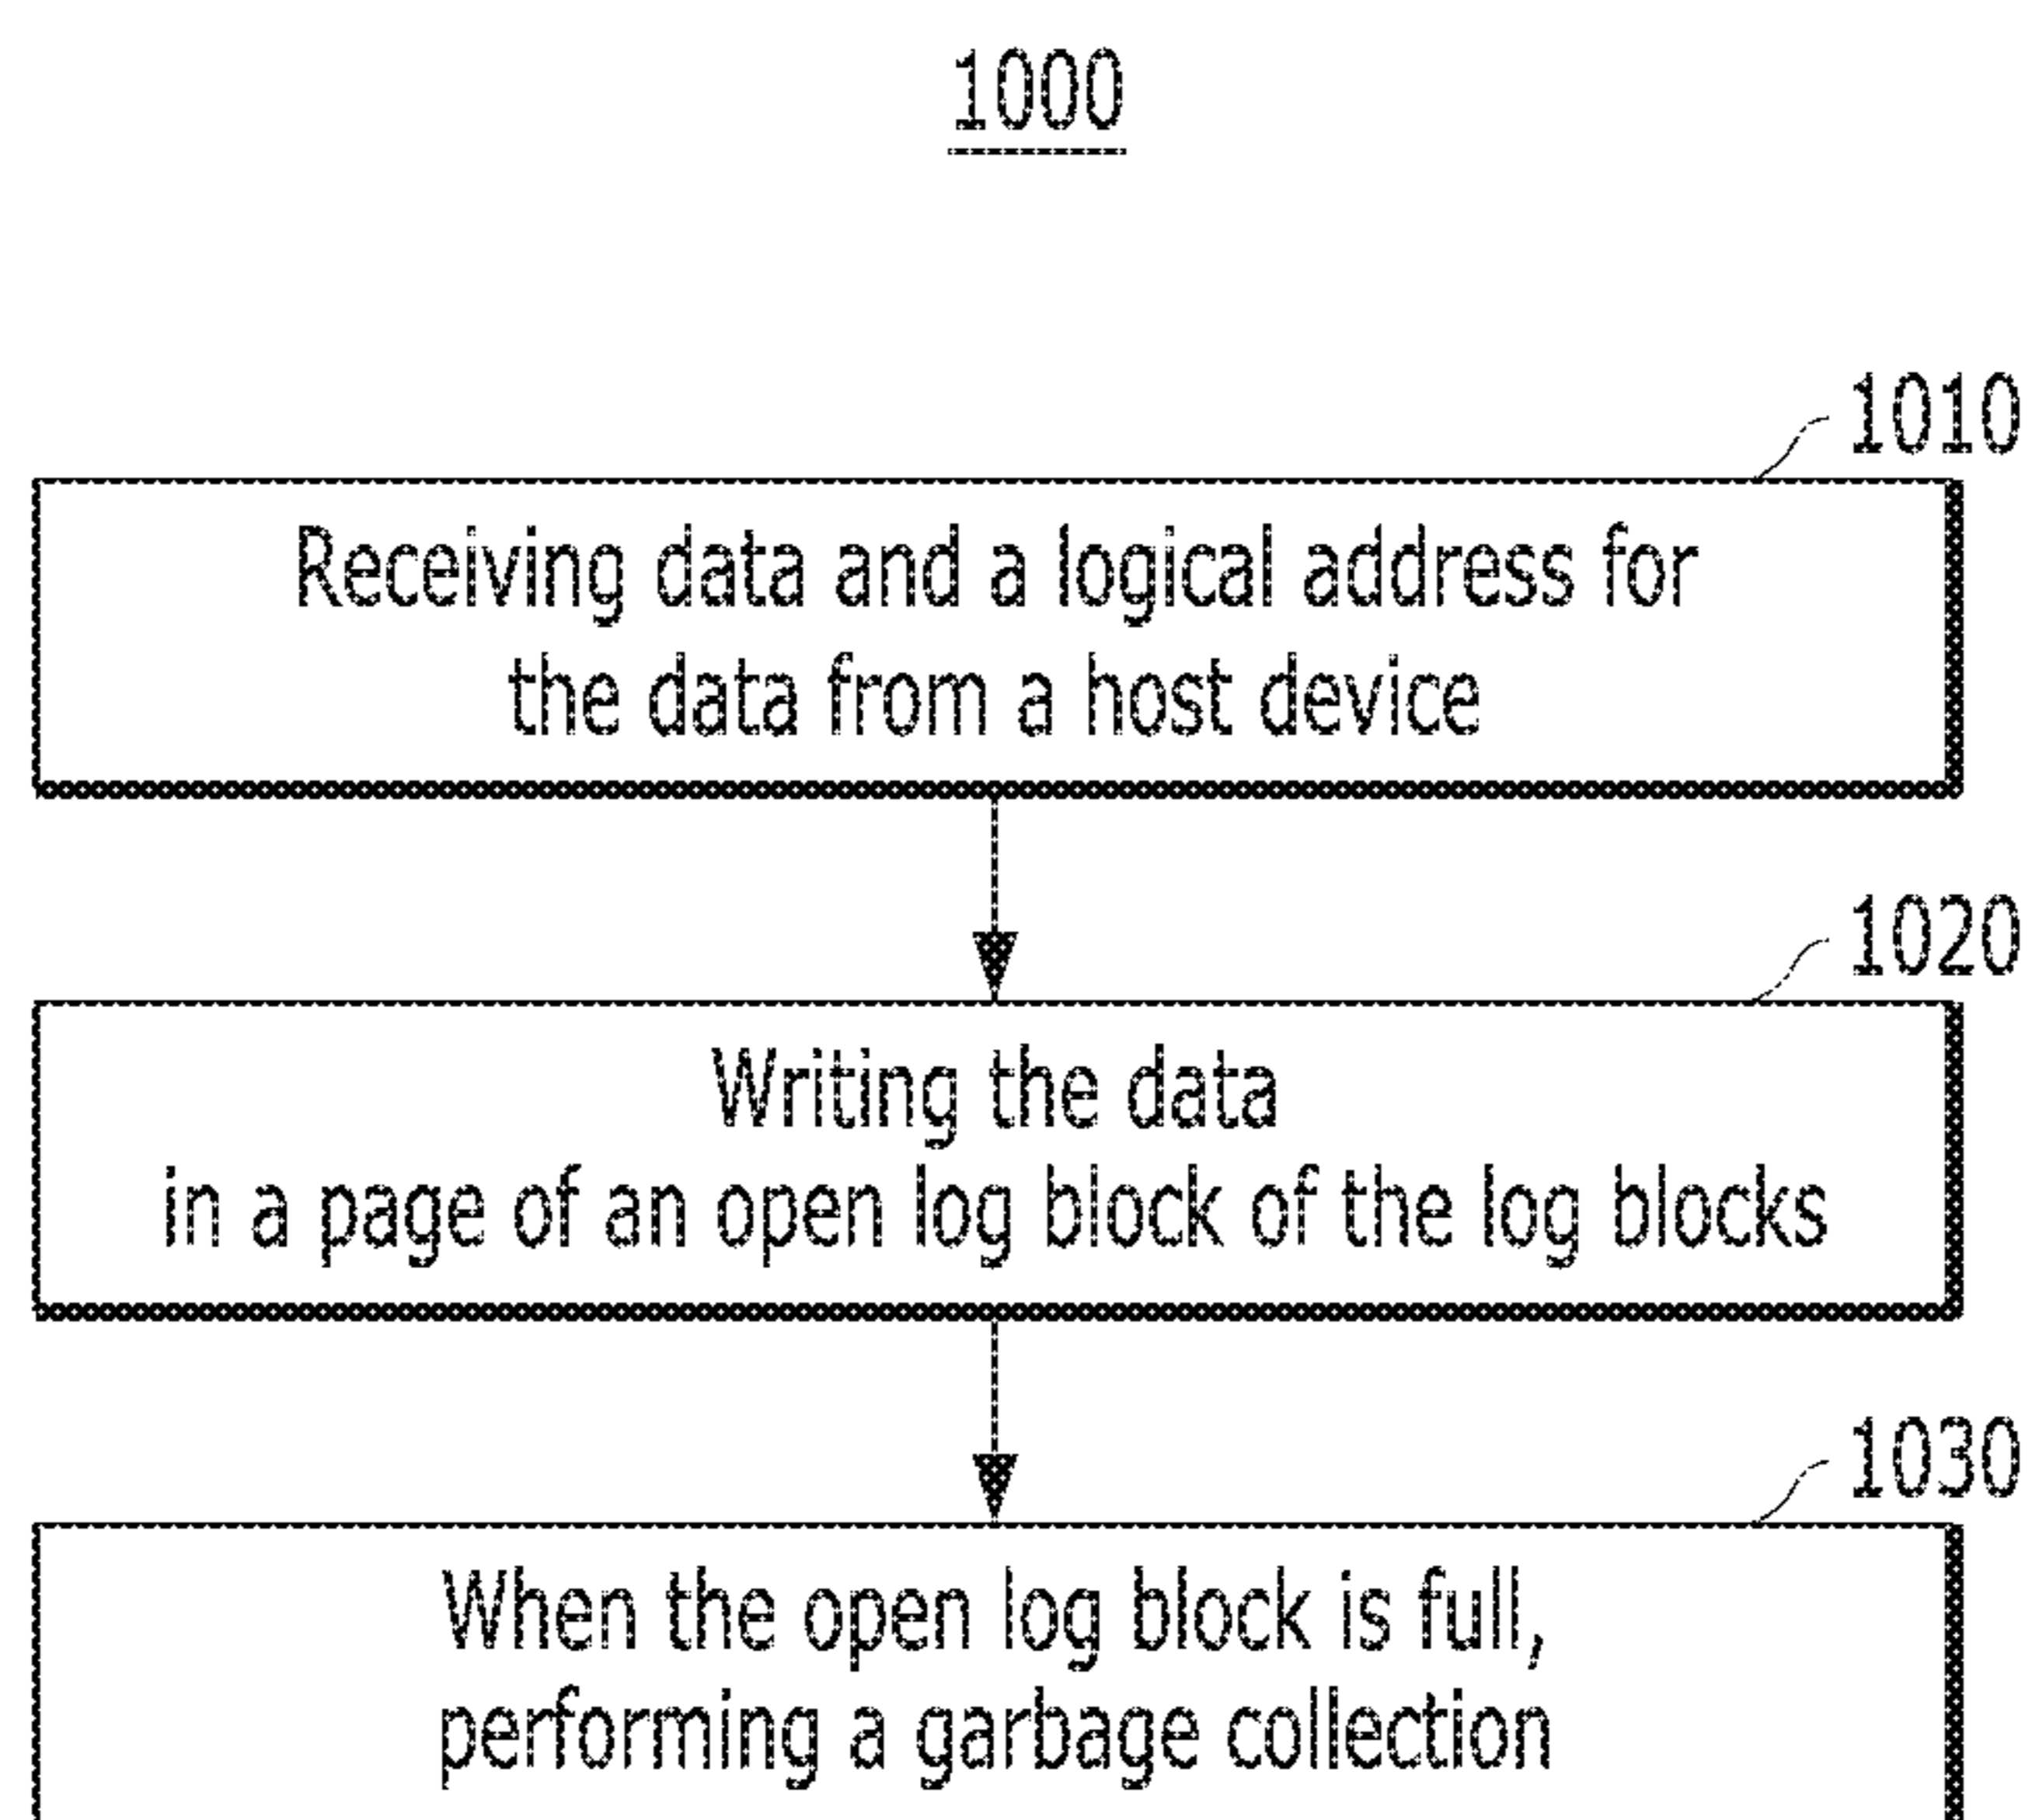 1000
1010
Receiving data and a logical address for
the data from a host device
1020
Writing the data
in a page of an open log block of the log blocks
1030
When the open log block is full,
performing a garbage collection